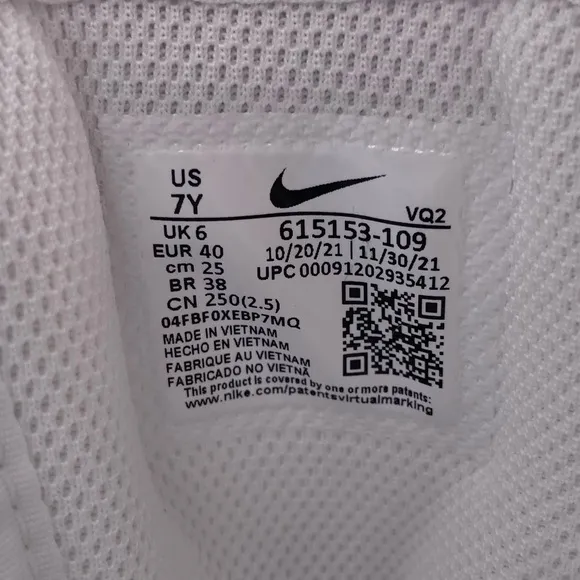 US
7Y
VQ2
UK 6
EUR 40
cm 25
BR 38
CN 250(2.5)
615153-109
10/20/21 | 11/30/21
UPC 00091202935412
04FBF0XEBP7MQ
MADE IN VIETNAM
HECHO EN VIETNAM
FABRIQUE AU VIETNAM
FABRICADO NO VIETNÃ
This product is covered by one or more patents:
www.nike.com/patentsvirtualmarking